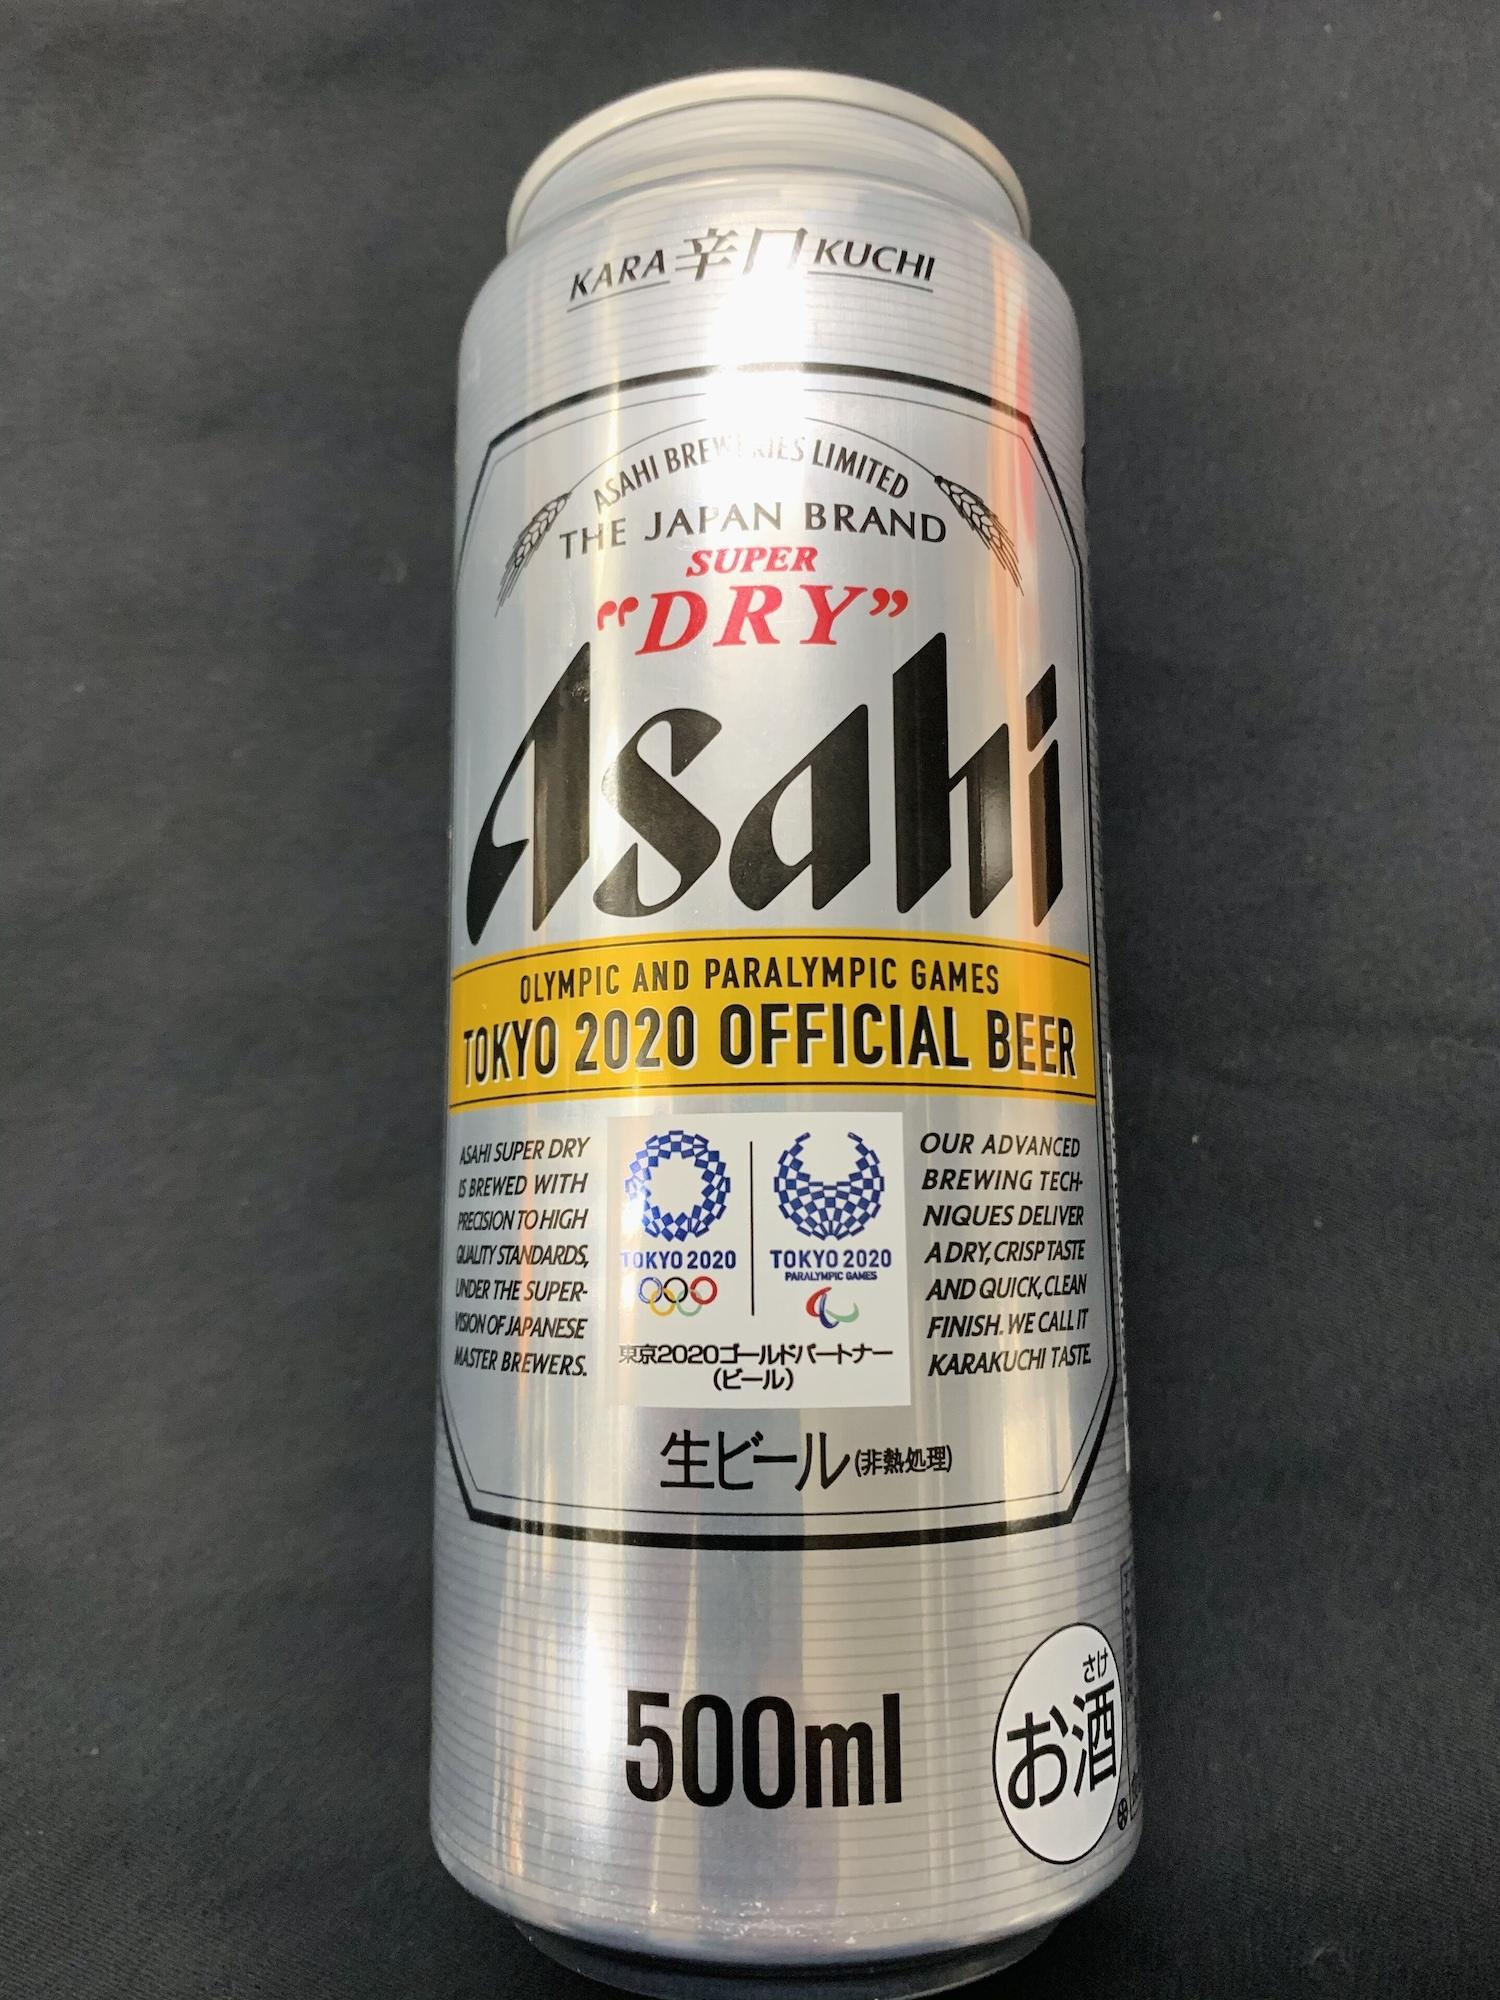 KARA 辛口 KUCHI
ASAHI BREWERIES LIMITED
THE JAPAN BRAND
SUPER
"DRY"
Asahi
OLYMPIC AND PARALYMPIC GAMES
TOKYO 2020 OFFICIAL BEER
ASAHI SUPER DRY
IS BREWED WITH
PRECISION TO HIGH
QUALITY STANDARDS,
UNDER THE SUPER-
VISION OF JAPANESE
MASTER BREWERS.
TOKYO 2020
TOKYO 2020
PARALYMPIC GAMES
東京2020ゴールドパートナー
(ビール)
OUR ADVANCED
BREWING TECH-
NIQUES DELIVER
A DRY, CRISP TASTE
AND QUICK, CLEAN
FINISH. WE CALL IT
KARAKUCHI TASTE.
生ビール(非熱処理)
500ml
さけ
お酒